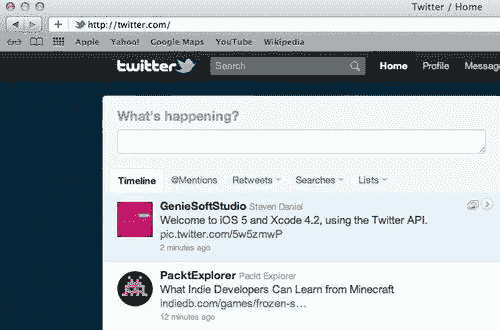 Twitter / Home
http://twitter.com/
Apple Yahoo! Google Maps YouTube Wikipedia
twitter Search Home Profile Messag
What's happening?
Timeline @Mentions Retweets Searches Lists
GenieSoftStudio Steven Daniel
Welcome to iOS 5 and Xcode 4.2, using the Twitter API.
pic.twitter.com/5w5zmwP
2 minutes ago
PacktExplorer Packt Explorer
What Indie Developers Can Learn from Minecraft
indiedb.com/games/frozen-s...
12 minutes ago